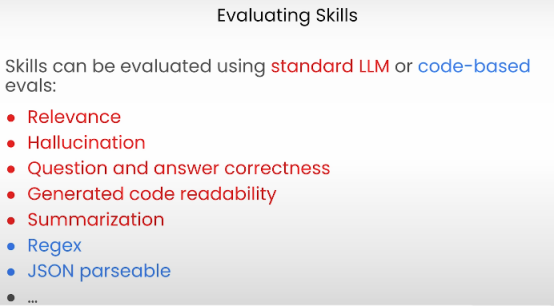 Evaluating Skills
Skills can be evaluated using standard LLM or code-based
evals:
• Relevance
• Hallucination
• Question and answer correctness
• Generated code readability
• Summarization
• Regex
• JSON parseable
• ...